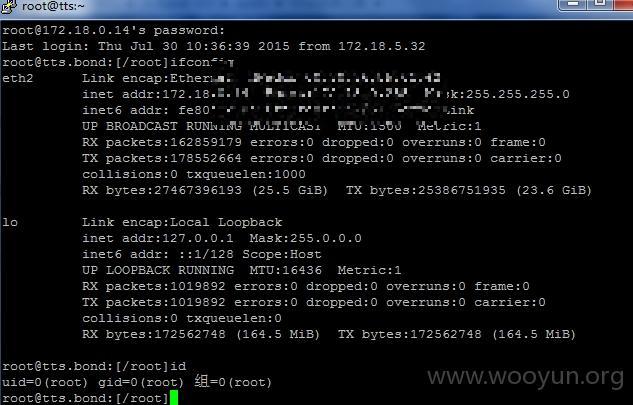 root@tts:~
root@172.18.0.14's password:
Last login: Thu Jul 30 10:36:39 2015 from 172.18.5.32
root@tts.bond:[/root]ifconfig
eth2 Link
inet addr:172.18. :255.255.255.0
inet6 addr: fe80
UP BROADCAST RUNNING MULTICAST MTU:1500 Metric:1
RX packets:162859179 errors:0 dropped:0 overruns:0 frame:0
TX packets:178552664 errors:0 dropped:0 overruns:0 carrier:0
collisions:0 txqueuelen:1000
RX bytes:27467396193 (25.5 GiB) TX bytes:25386751935 (23.6 GiB)
lo Link encap:Local Loopback
inet addr:127.0.0.1 Mask:255.0.0.0
inet6 addr: ::1/128 Scope:Host
UP LOOPBACK RUNNING MTU:16436 Metric:1
RX packets:1019892 errors:0 dropped:0 overruns:0 frame:0
TX packets:1019892 errors:0 dropped:0 overruns:0 carrier:0
collisions:0 txqueuelen:0
RX bytes:172562748 (164.5 MiB) TX bytes:172562748 (164.5 MiB)
root@tts.bond:[/root]id
uid=0(root) gid=0(root) 组=0(root)
root@tts.bond:[/root]
www.wooyun.org